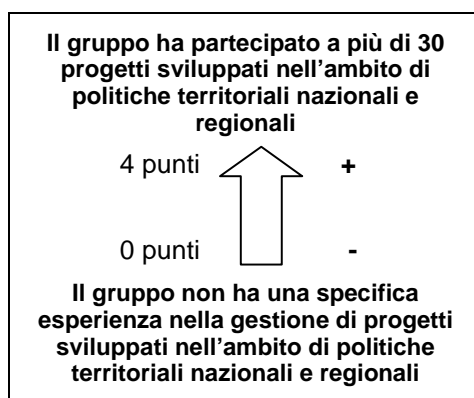 Il gruppo ha partecipato a più di 30
progetti sviluppati nell’ambito di
politiche territoriali nazionali e
regionali
4 punti +
0 punti -
Il gruppo non ha una specifica
esperienza nella gestione di progetti
sviluppati nell’ambito di politiche
territoriali nazionali e regionali